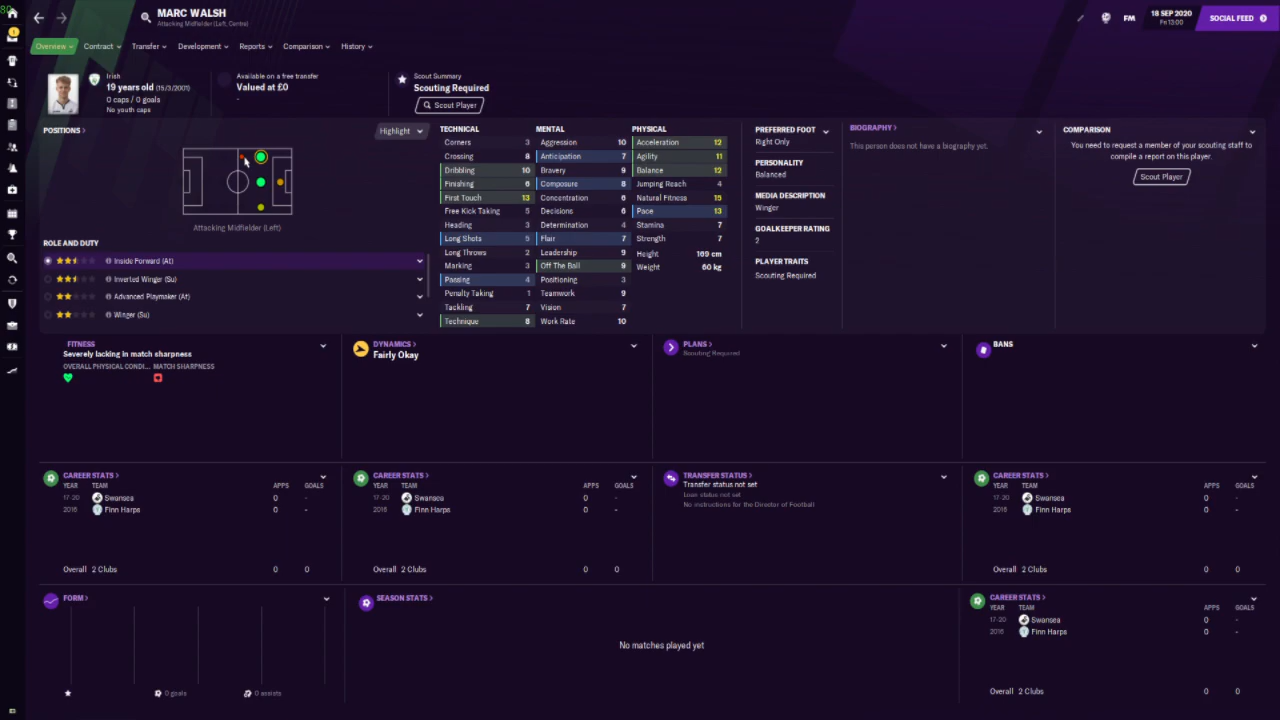 80
MARC WALSH
Attacking Midfielder (Left, Centre)
18 SEP 2020
Fri 13:00
FM
SOCIAL FEED
Overview
Contract
Transfer
Development
Reports
Comparison
History
Irish
19 years old (15/3/2001)
0 caps / 0 goals
No youth caps
Available on a free transfer
Valued at £0
-
Scout Summary
Scouting Required
Scout Player
POSITIONS
Highlight
Attacking Midfielder (Left)
ROLE AND DUTY
Inside Forward (At)
Inverted Winger (Su)
Advanced Playmaker (At)
Winger (Su)
TECHNICAL
Corners 3
Crossing 8
Dribbling 10
Finishing 6
First Touch 13
Free Kick Taking 5
Heading 3
Long Shots 5
Long Throws 2
Marking 3
Passing 4
Penalty Taking 1
Tackling 7
Technique 8
MENTAL
Aggression 10
Anticipation 7
Bravery 9
Composure 8
Concentration 6
Decisions 6
Determination 4
Flair 7
Leadership 9
Off The Ball 9
Positioning 3
Teamwork 9
Vision 7
Work Rate 10
PHYSICAL
Acceleration 12
Agility 11
Balance 12
Jumping Reach 4
Natural Fitness 15
Pace 13
Stamina 7
Strength 7
Height 169 cm
Weight 60 kg
PREFERRED FOOT
Right Only
PERSONALITY
Balanced
MEDIA DESCRIPTION
Winger
GOALKEEPER RATING
2
PLAYER TRAITS
Scouting Required
BIOGRAPHY
This person does not have a biography yet.
COMPARISON
You need to request a member of your scouting staff to
compile a report on this player.
Scout Player
FITNESS
Severely lacking in match sharpness
OVERALL PHYSICAL CONDI... MATCH SHARPNESS
DYNAMICS
Fairly Okay
PLANS
Scouting Required
BANS
CAREER STATS
YEAR TEAM APPS GOALS
17-20 Swansea 0 -
2016 Finn Harps 0 -
Overall 2 Clubs 0 0
CAREER STATS
YEAR TEAM APPS GOALS
17-20 Swansea 0 -
2016 Finn Harps 0 -
Overall 2 Clubs 0 0
TRANSFER STATUS
Transfer status not set
Loan status not set
No instructions for the Director of Football
CAREER STATS
YEAR TEAM APPS GOALS
17-20 Swansea 0 -
2016 Finn Harps 0 -
Overall 2 Clubs 0 0
FORM
0 goals
0 assists
SEASON STATS
No matches played yet
CAREER STATS
YEAR TEAM APPS GOALS
17-20 Swansea 0 -
2016 Finn Harps 0 -
Overall 2 Clubs 0 0